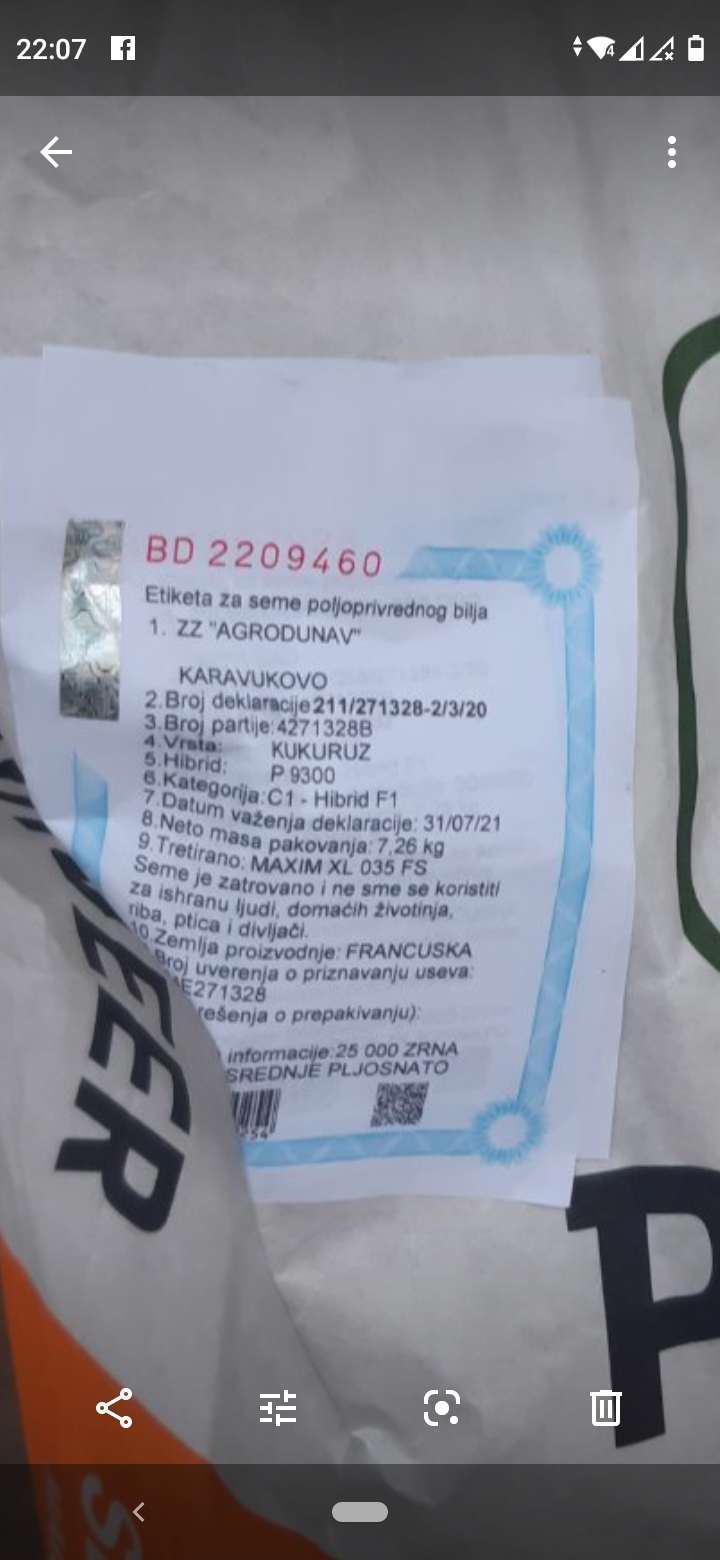 22:07
BD 2209460
Etiketa za seme poljoprivrednog bilja
1. ZZ "AGRODUNAV"
KARAVUKOVO
2.Broj deklaracije 211/271328-2/3/20
3.Broj partije: 4271328B
4.Vrsta: KUKURUZ
5.Hibrid: P 9300
6.Kategorija: C1 - Hibrid F1
7.Datum važenja deklaracije: 31/07/21
8.Neto masa pakovanja: 7,26 kg
9.Tretirano: MAXIM XL 035 FS
Seme je zatrovano i ne sme se koristiti
za ishranu ljudi, domaćih životinja,
riba, ptica i divljači.
10.Zemlja proizvodnje: FRANCUSKA
Broj uverenja o priznavanju useva:
E271328
rešenja o prepakivanju):
informacije: 25 000 ZRNA
SREDNJE PLJOSNATO
EER
P